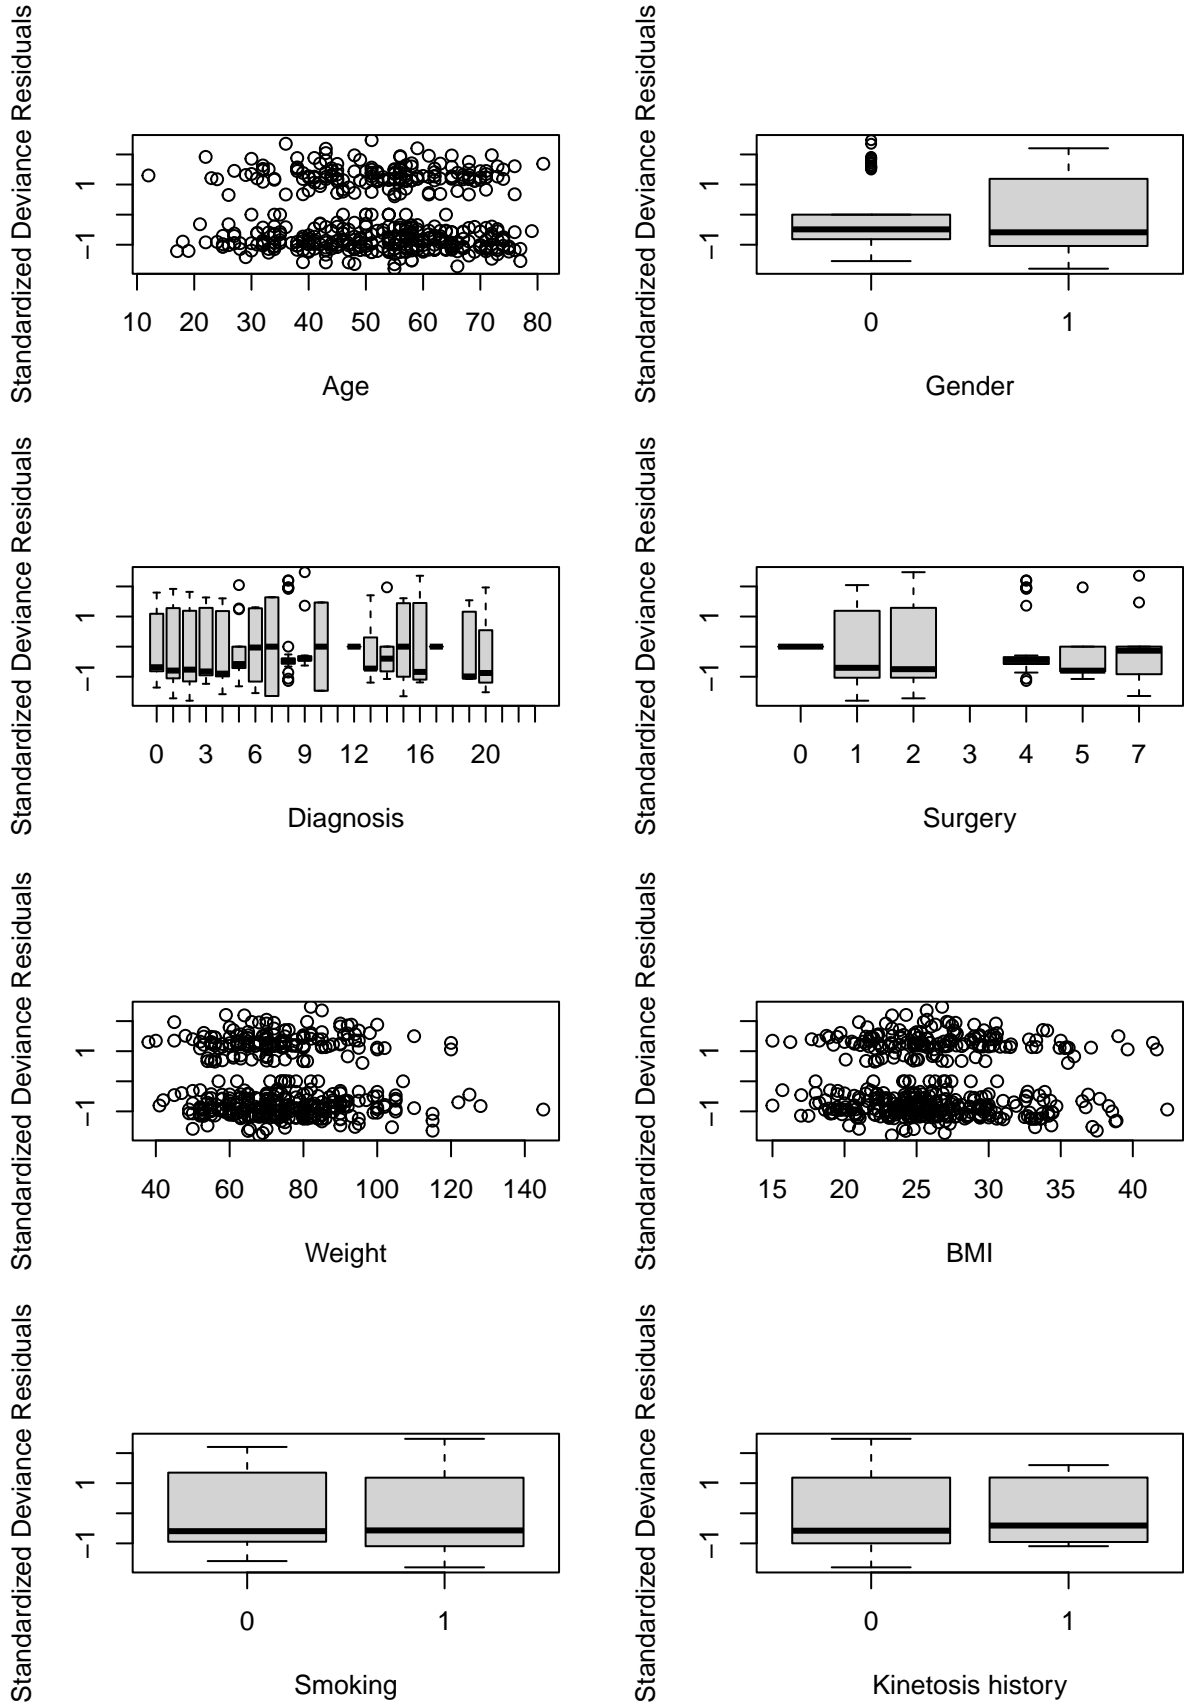 Standardized Deviance Residuals
1
−1
10 20 30 40 50 60 70 80
Age
Standardized Deviance Residuals
1
−1
0 1
Gender
Standardized Deviance Residuals
1
−1
0 3 6 9 12 16 20
Diagnosis
Standardized Deviance Residuals
1
−1
0 1 2 3 4 5 7
Surgery
Standardized Deviance Residuals
1
−1
40 60 80 100 120 140
Weight
Standardized Deviance Residuals
1
−1
15 20 25 30 35 40
BMI
Standardized Deviance Residuals
1
−1
0 1
Smoking
Standardized Deviance Residuals
1
−1
0 1
Kinetosis history